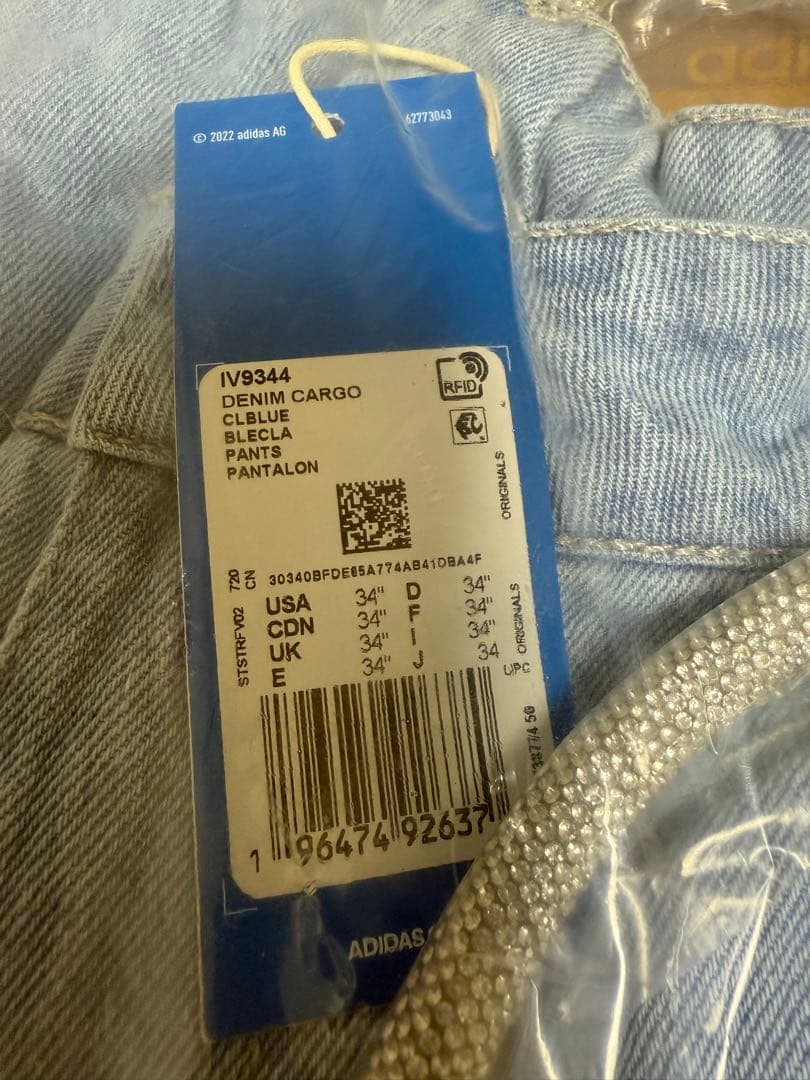 © 2022 adidas AG
62773043
adi
IV9344
DENIM CARGO
CLBLUE
BLECLA
PANTS
PANTALON
RFID
ORIGINALS
30340BFDE65A774AB41DBA4F
STSTRFV02 720
CN
USA 34" D 34"
CDN 34" F 34"
UK 34" I 34"
E 34" J 34
ORIGINALS
UPC
1 96474 92637
ADIDAS